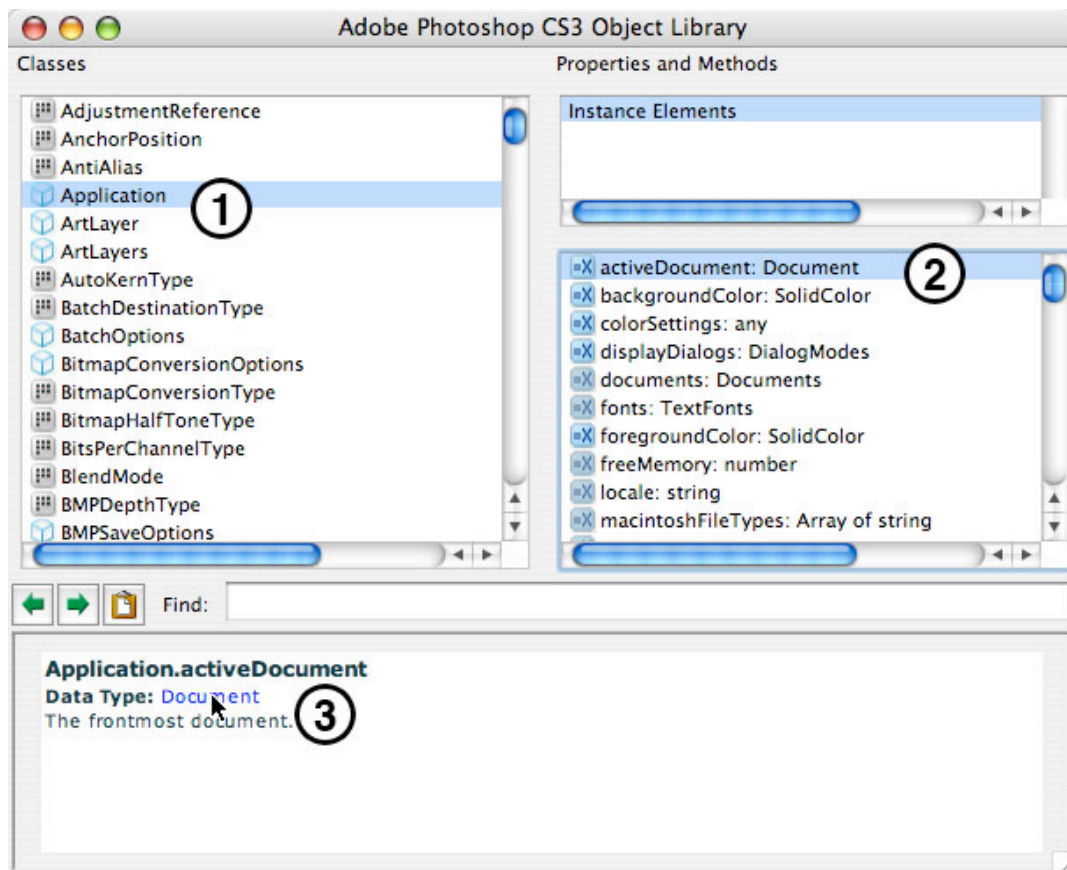 Adobe Photoshop CS3 Object Library
Classes
AdjustmentReference
AnchorPosition
AntiAlias
Application
1
ArtLayer
ArtLayers
AutoKernType
BatchDestinationType
BatchOptions
BitmapConversionOptions
BitmapConversionType
BitmapHalfToneType
BitsPerChannelType
BlendMode
BMPDepthType
BMPSaveOptions
Properties and Methods
Instance Elements
activeDocument: Document
2
backgroundColor: SolidColor
colorSettings: any
displayDialogs: DialogModes
documents: Documents
fonts: TextFonts
foregroundColor: SolidColor
freeMemory: number
locale: string
macintoshFileTypes: Array of string
Find:
Application.activeDocument
Data Type: Document
The frontmost document.
3